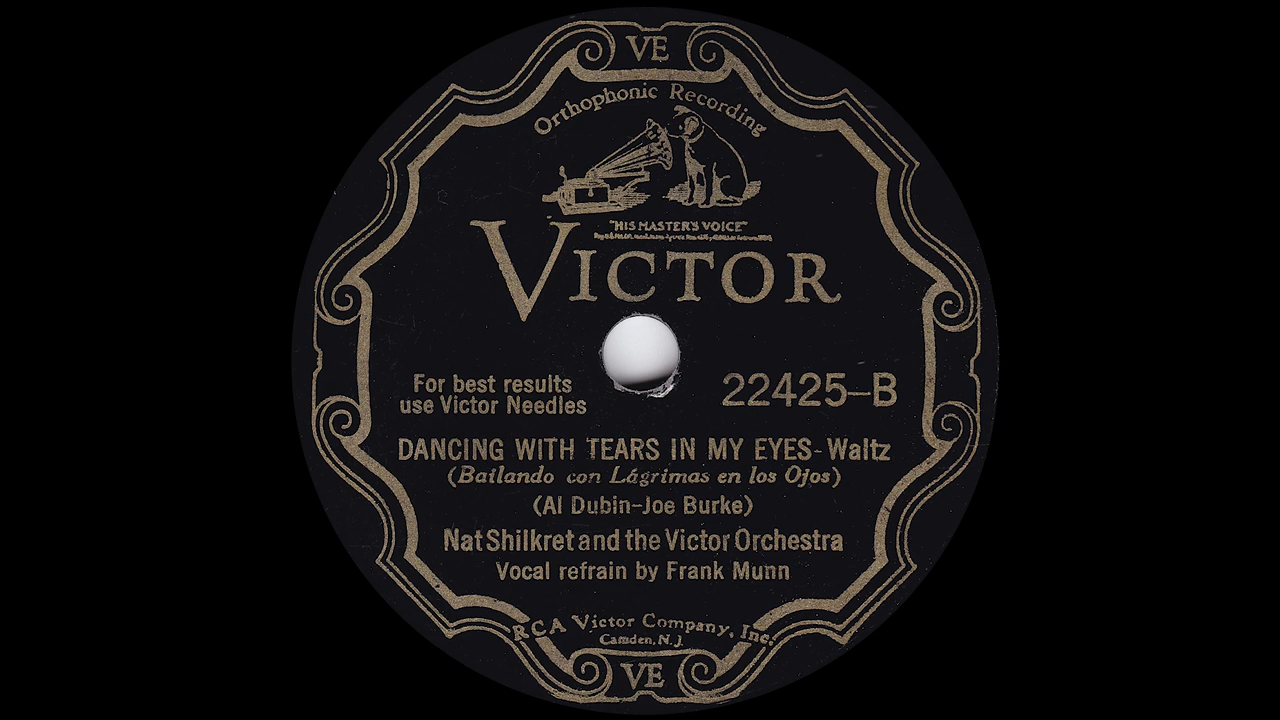 VE
Orthophonic Recording
"HIS MASTER'S VOICE"
VICTOR
For best results
use Victor Needles
22425-B
DANCING WITH TEARS IN MY EYES-Waltz
(Bailando con Lágrimas en los Ojos)
(Al Dubin-Joe Burke)
Nat Shilkret and the Victor Orchestra
Vocal refrain by Frank Munn
RCA Victor Company, Inc.
Camden, N. J.
VE